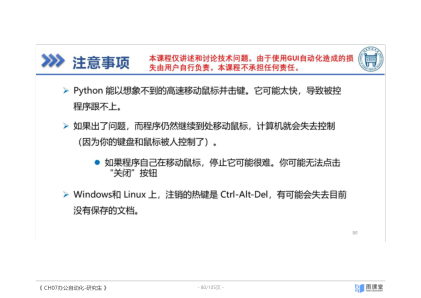 注意事项
本课程仅讲述和讨论技术问题。由于使用GUI自动化造成的损
失由用户自行负责。本课程不承担任何责任。
➢ Python 能以想象不到的高速移动鼠标并击键。它可能太快，导致被控
程序跟不上。
➢ 如果出了问题，而程序仍然继续到处移动鼠标，计算机就会失去控制
（因为你的键盘和鼠标被人控制了）。
● 如果程序自己在移动鼠标，停止它可能很难。你可能无法点击
“关闭”按钮
➢ Windows和 Linux 上，注销的热键是 Ctrl-Alt-Del，有可能会失去目前
没有保存的文档。
《 CH07办公自动化-研究生 》
雨课堂